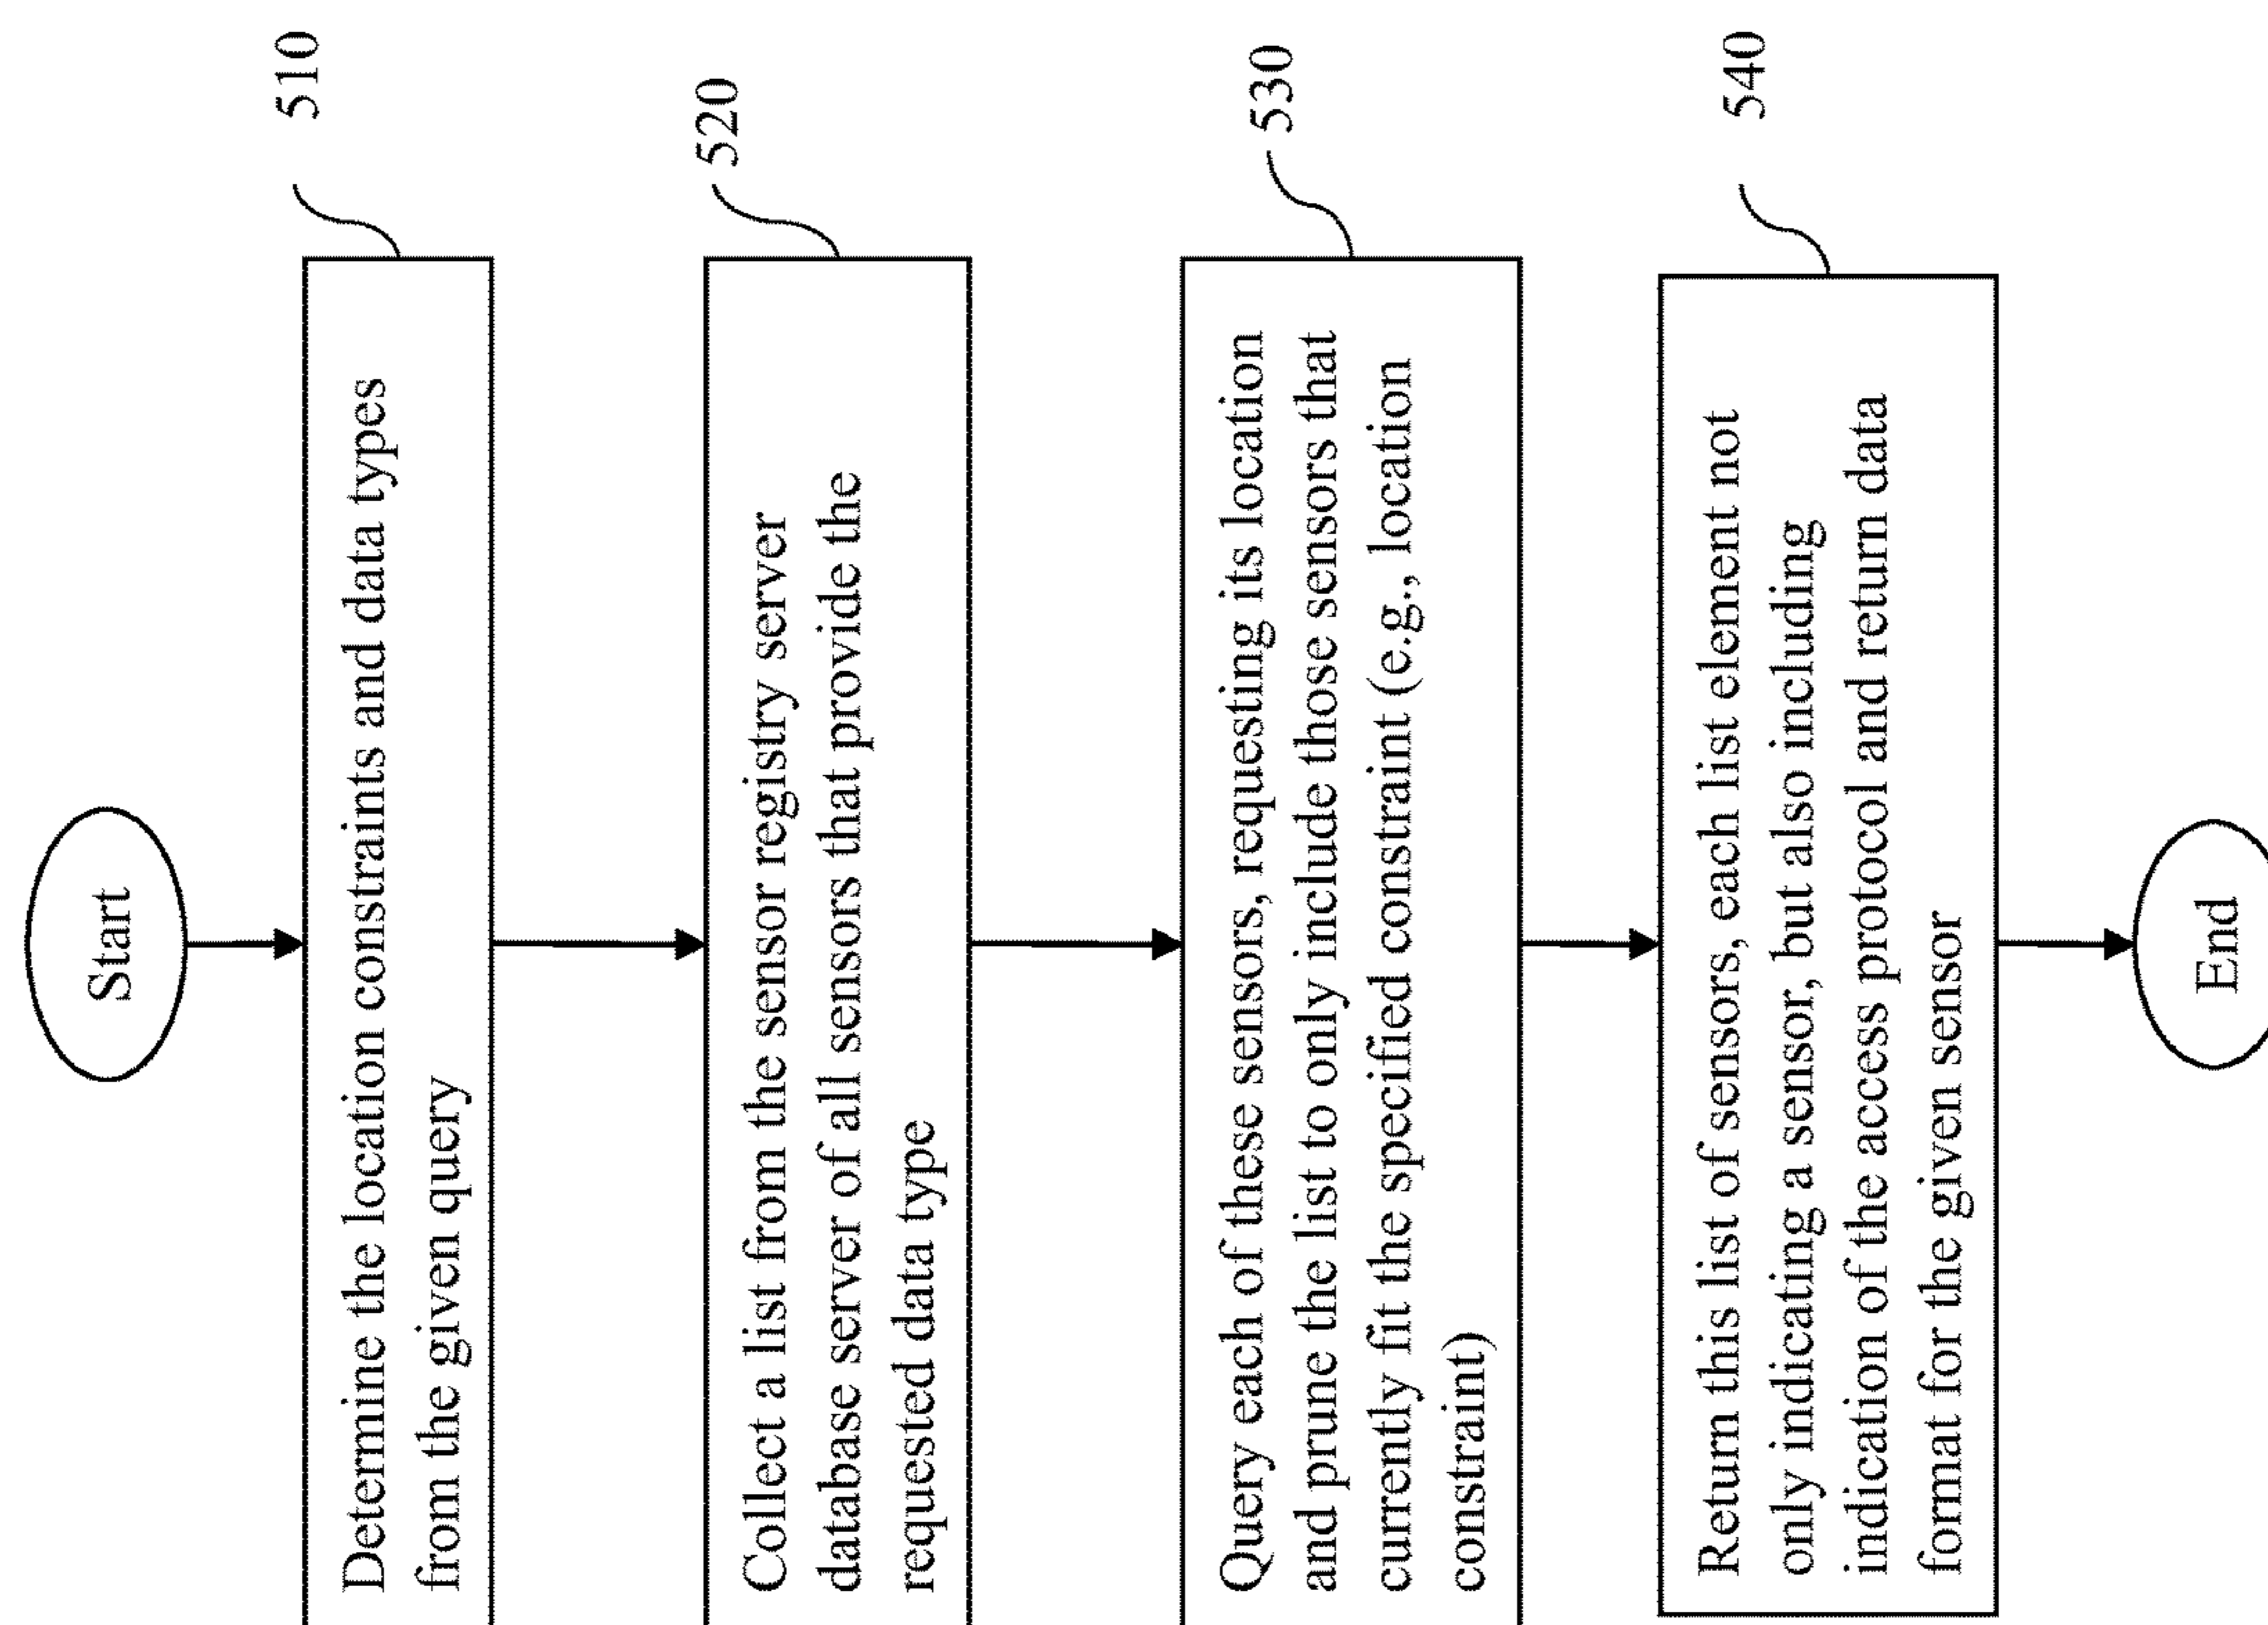 Start
510
Determine the location constraints and data types
from the given query
520
Collect a list from the sensor registry server
database server of all sensors that provide the
requested data type
530
Query each of these sensors, requesting its location
and prune the list to only include those sensors that
currently fit the specified constraint (e.g., location
constraint)
540
Return this list of sensors, each list element not
only indicating a sensor, but also including
indication of the access protocol and return data
format for the given sensor
End